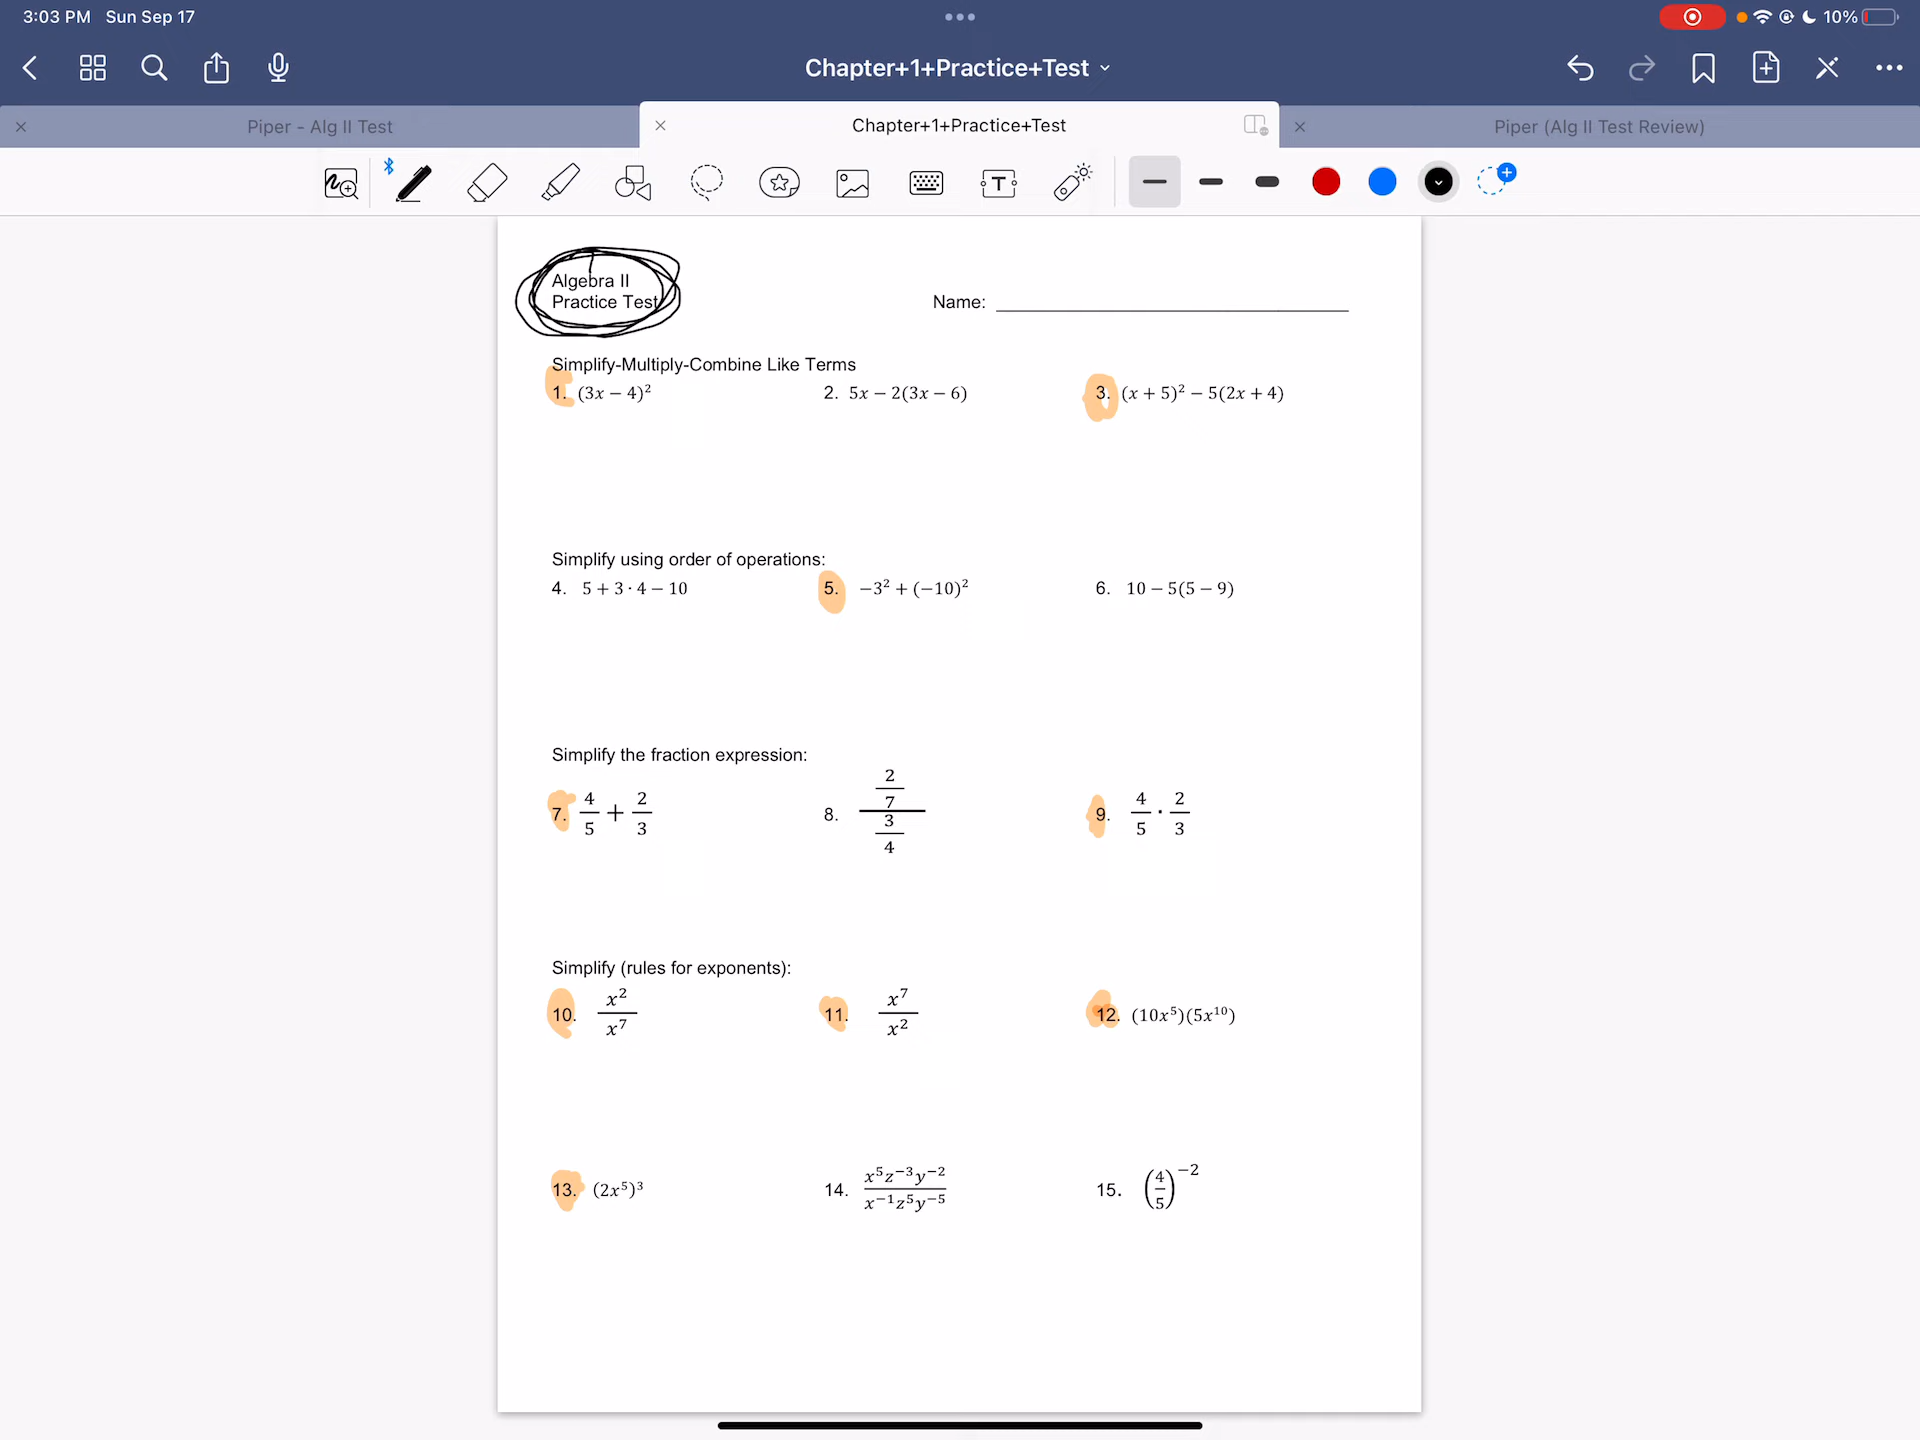 3:03 PM Sun Sep 17
10%
Chapter+1+Practice+Test
Piper - Alg II Test
Chapter+1+Practice+Test
Piper (Alg II Test Review)
T
Algebra II
Practice Test
Name: ____
Simplify-Multiply-Combine Like Terms
1. (3x − 4)² 2. 5x − 2(3x − 6) 3. (x + 5)² − 5(2x + 4)
Simplify using order of operations:
4. 5 + 3 · 4 − 10 5. −3² + (−10)² 6. 10 − 5(5 − 9)
Simplify the fraction expression:
7. 4/5 + 2/3 8. (2/7)/(3/4) 9. 4/5 · 2/3
Simplify (rules for exponents):
10. x²/x⁷ 11. x⁷/x² 12. (10x⁵)(5x¹⁰)
13. (2x⁵)³ 14. x⁵z⁻³y⁻²/x⁻¹z⁵y⁻⁵ 15. (4/5)⁻²